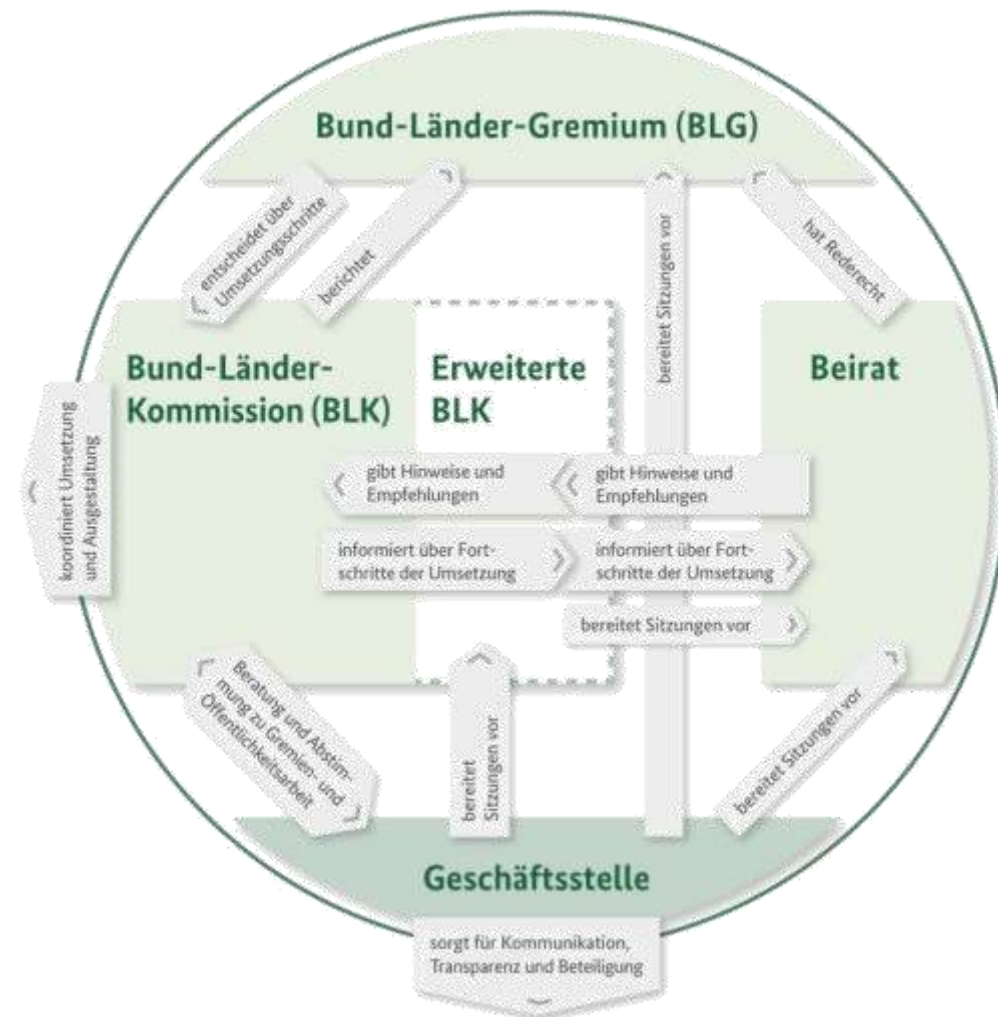 Bund-Länder-Gremium (BLG)
entscheidet über
Umsetzungsschritte
berichtet
bereitet Sitzungen vor
hat Rederecht
Bund-Länder-
Kommission (BLK)
Erweiterte
BLK
Beirat
koordiniert Umsetzung
und Ausgestaltung
gibt Hinweise und
Empfehlungen
gibt Hinweise und
Empfehlungen
informiert über Fort-
schritte der Umsetzung
informiert über Fort-
schritte der Umsetzung
bereitet Sitzungen vor
Beratung und Abstim-
mung zu Gremien- und
Öffentlichkeitsarbeit
bereitet
Sitzungen vor
bereitet Sitzungen vor
Geschäftsstelle
sorgt für Kommunikation,
Transparenz und Beteiligung